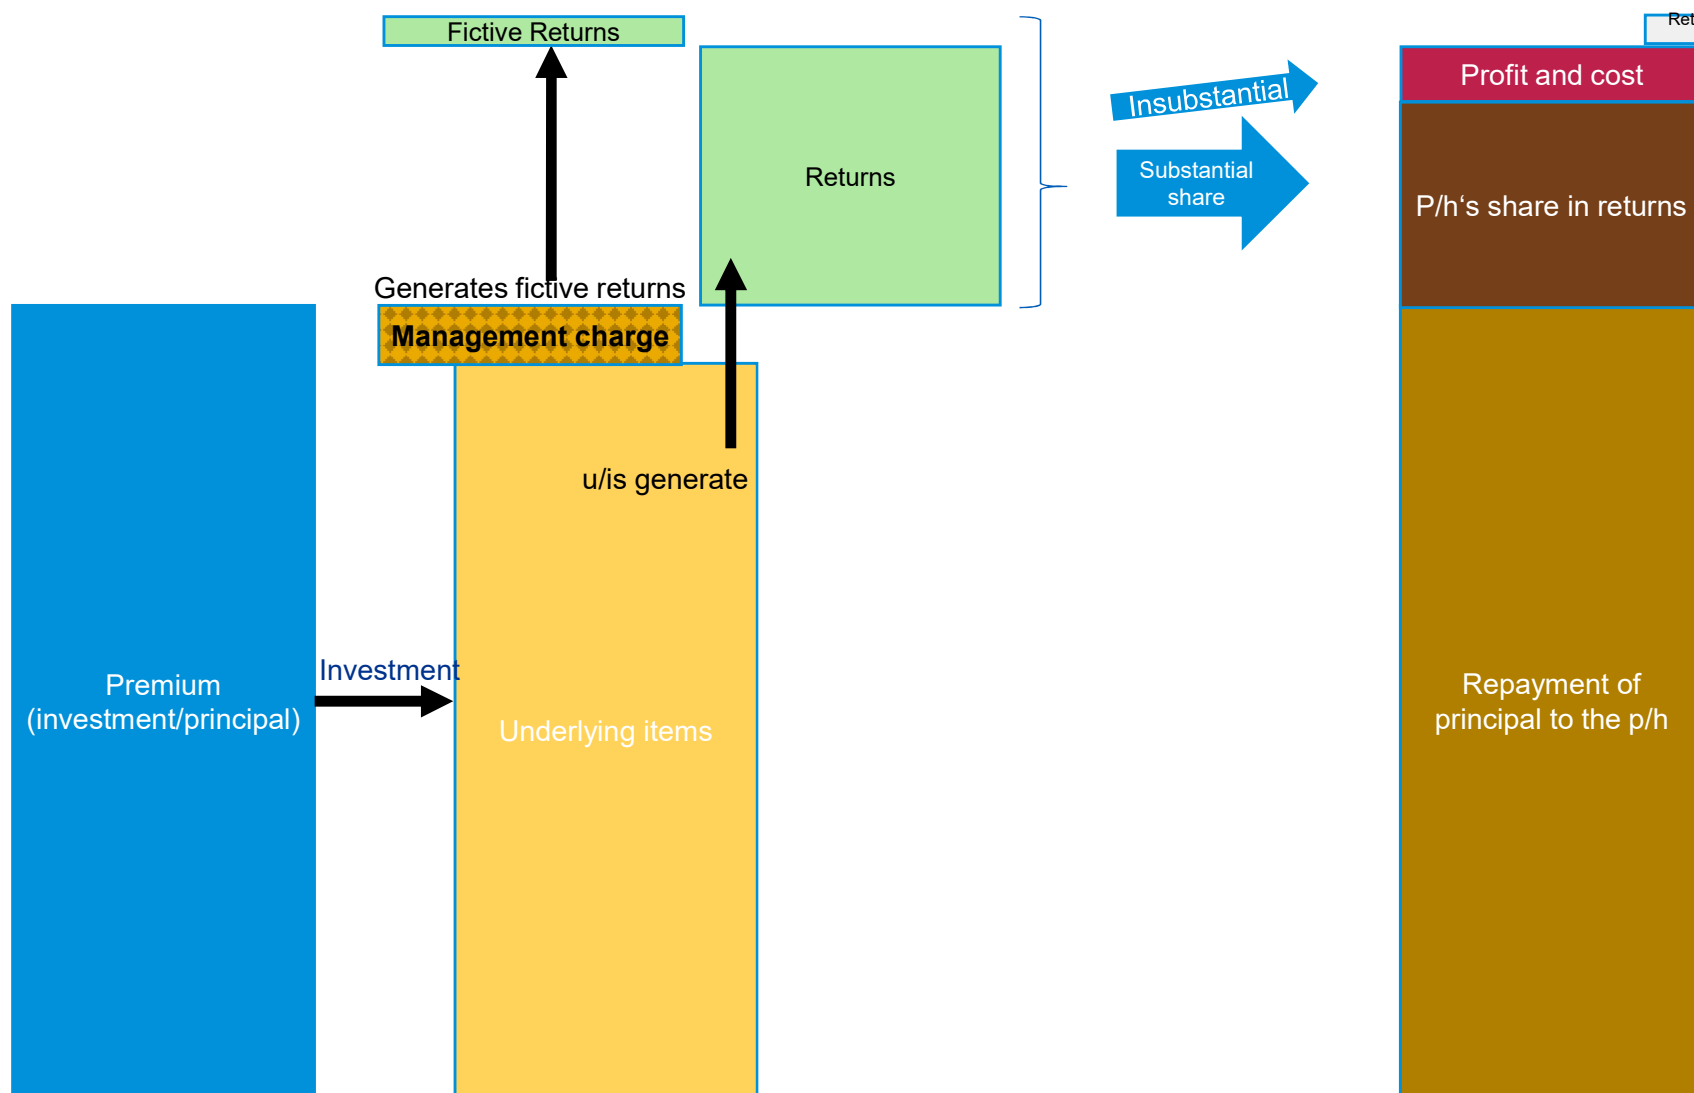 Fictive Returns
Ret
Profit and cost
Insubstantial
Substantial
share
Returns
P/h‘s share in returns
Generates fictive returns
Management charge
u/is generate
Investment
Premium
(investment/principal)
Underlying items
Repayment of
principal to the p/h